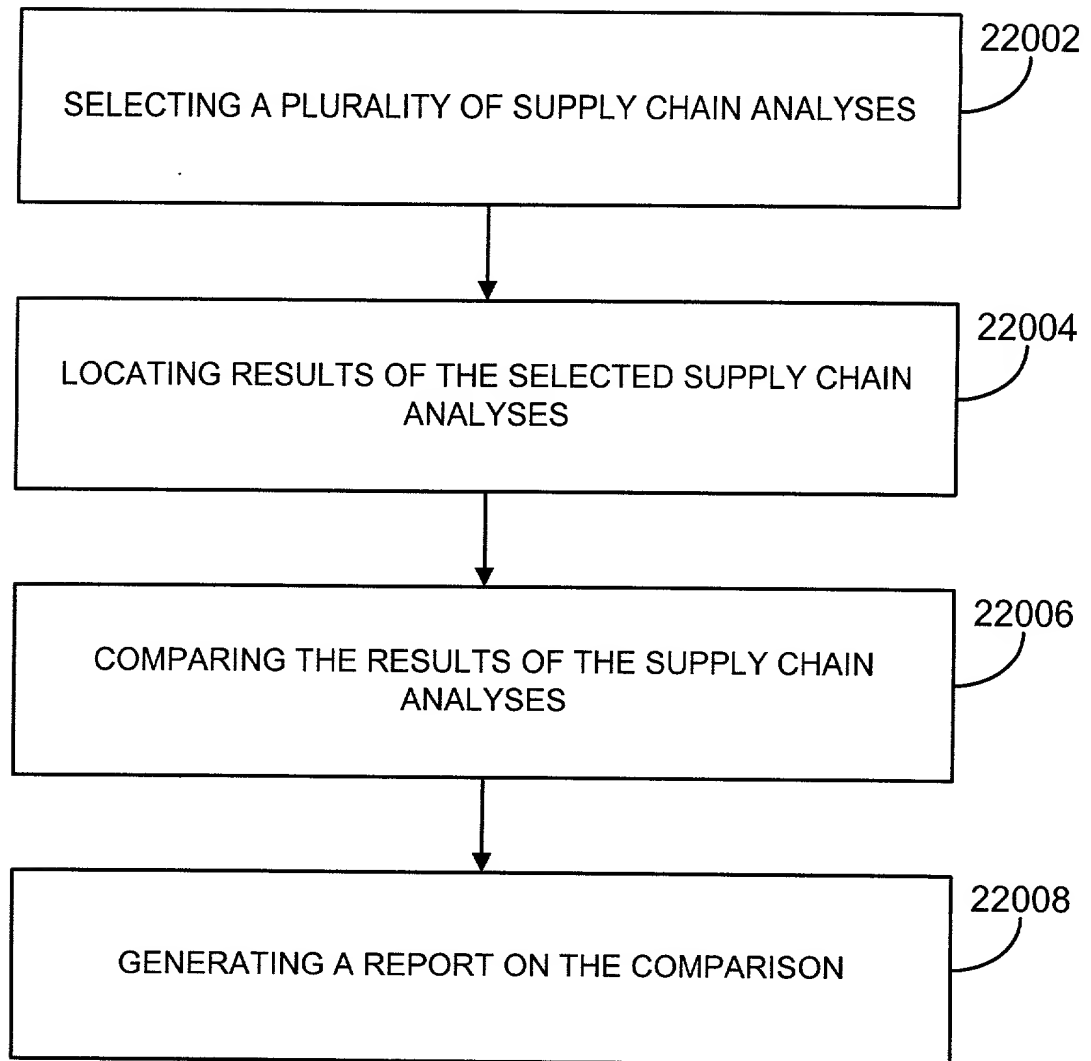 22002
SELECTING A PLURALITY OF SUPPLY CHAIN ANALYSES
22004
LOCATING RESULTS OF THE SELECTED SUPPLY CHAIN
ANALYSES
22006
COMPARING THE RESULTS OF THE SUPPLY CHAIN
ANALYSES
22008
GENERATING A REPORT ON THE COMPARISON